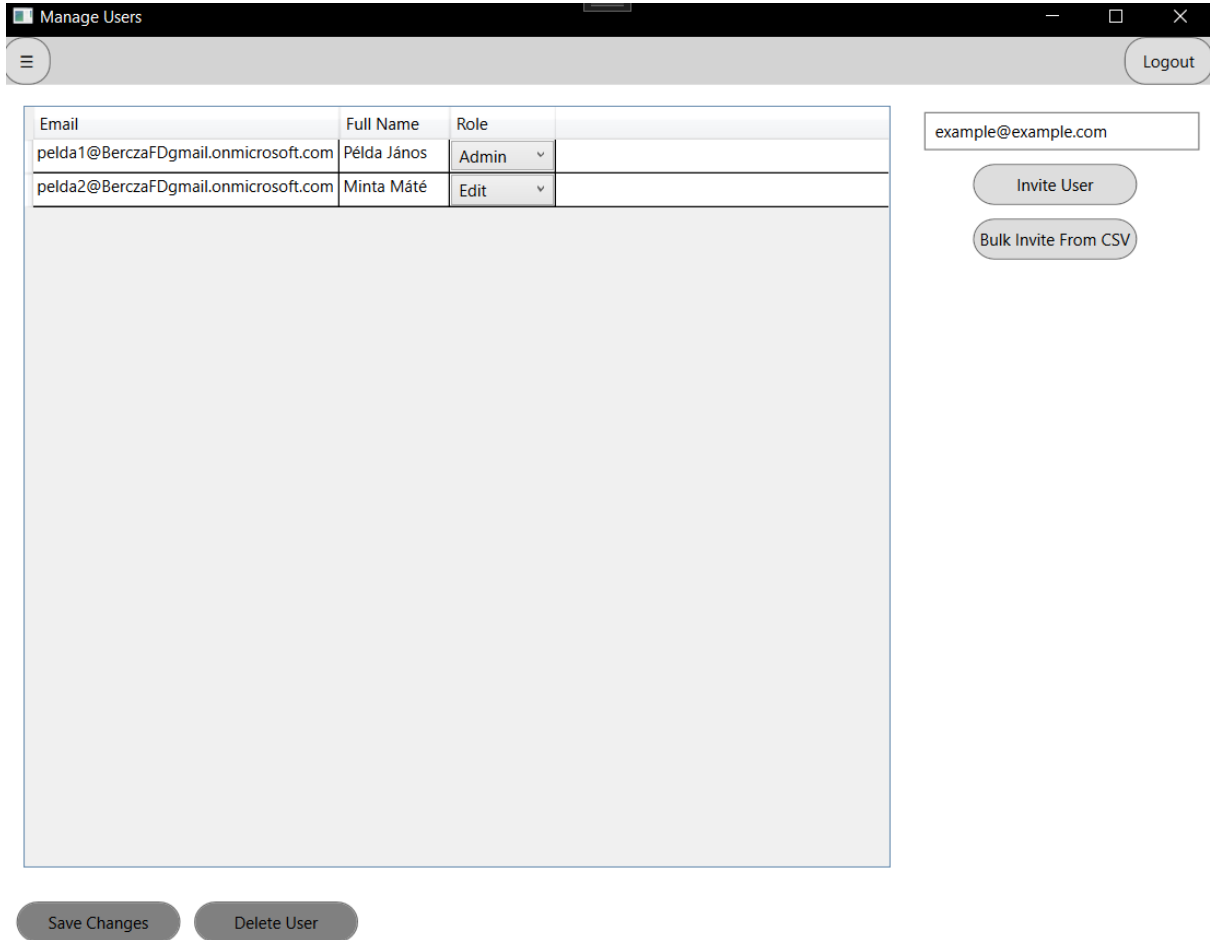 Manage Users
☰ Logout
Email Full Name Role
pelda1@BerczaFDgmail.onmicrosoft.com Példa János Admin
pelda2@BerczaFDgmail.onmicrosoft.com Minta Máté Edit
example@example.com
Invite User
Bulk Invite From CSV
Save Changes Delete User